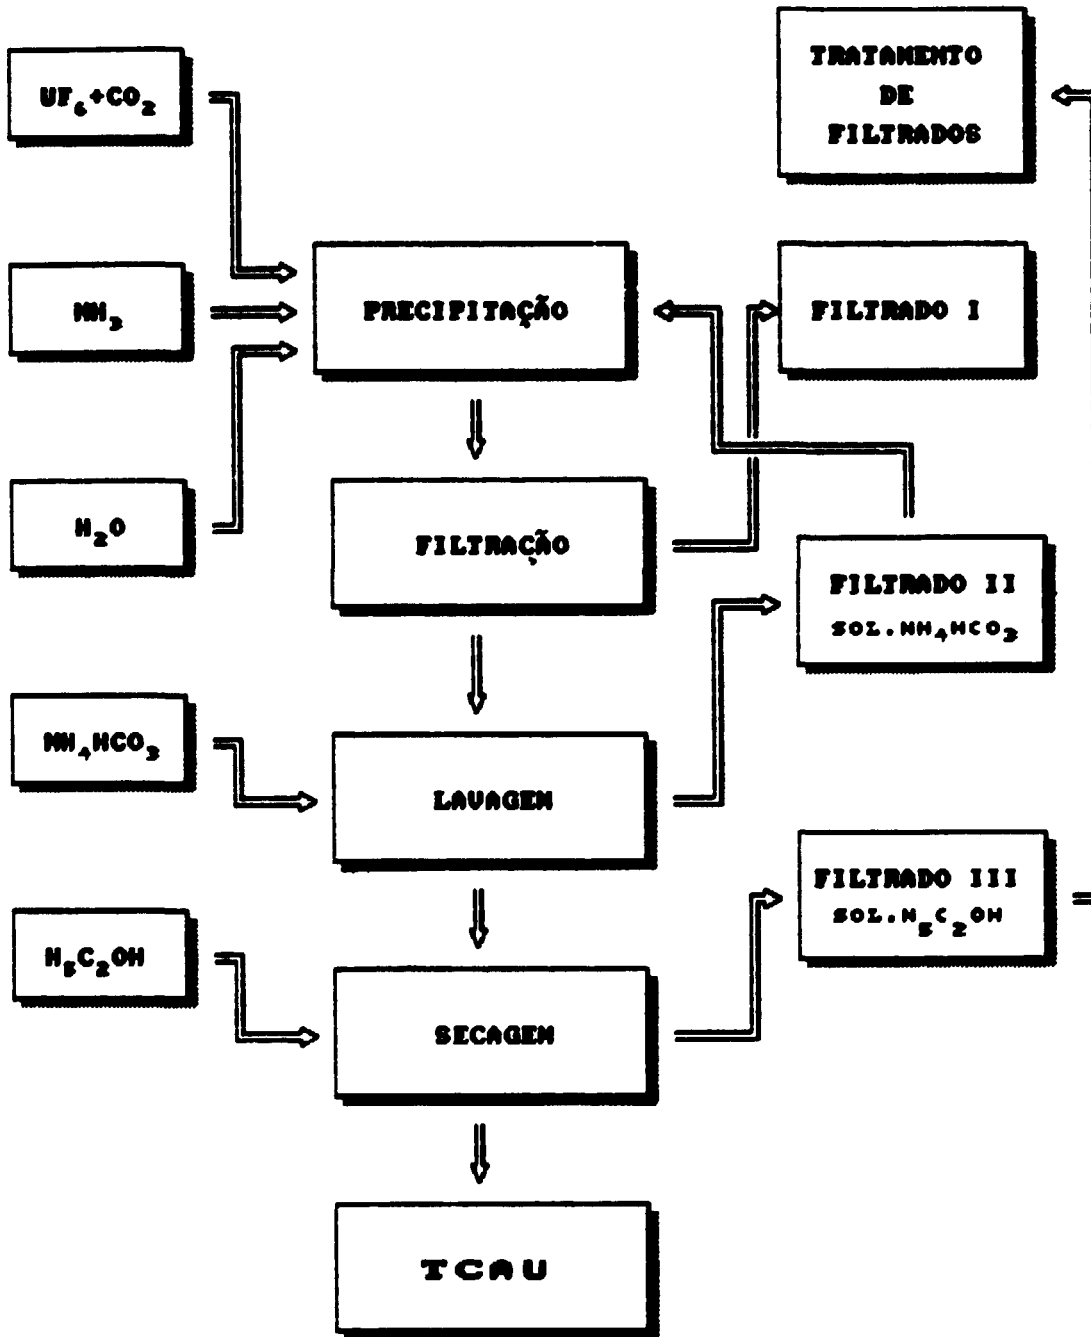 UF₆+CO₂
TRATAMENTO
DE
FILTRADOS
NH₃
PRECIPITAÇÃO
FILTRADO I
H₂O
FILTRAÇÃO
FILTRADO II
SOL.NH₄HCO₃
NH₄HCO₃
LAVAGEM
FILTRADO III
SOL.H₅C₂OH
H₅C₂OH
SECAGEM
TCAU